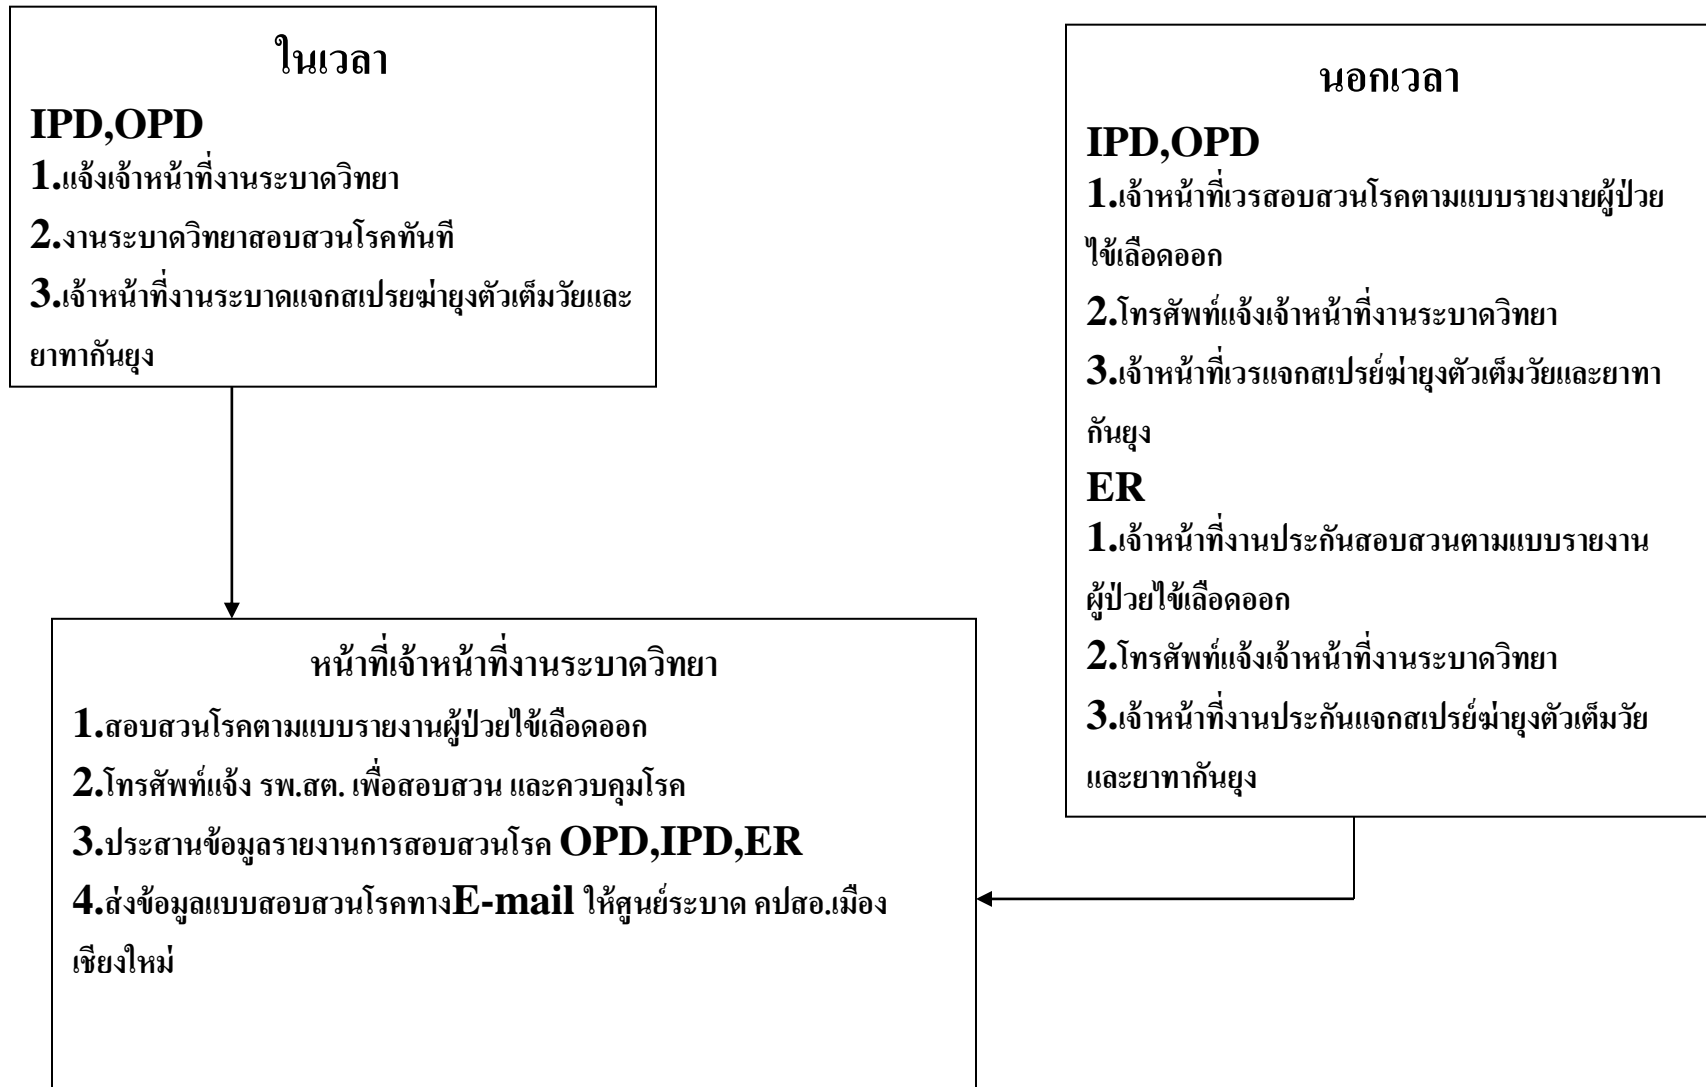 ในเวลา
IPD,OPD
1.แจ้งเจ้าหน้าที่งานระบาดวิทยา
2.งานระบาดวิทยาสอบสวนโรคทันที
3.เจ้าหน้าที่งานระบาดแจกสเปรยฆ่ายุงตัวเต็มวัยและ
ยาทากันยุง
นอกเวลา
IPD,OPD
1.เจ้าหน้าที่เวรสอบสวนโรคตามแบบรายงายผู้ป่วย
ไข้เลือดออก
2.โทรศัพท์แจ้งเจ้าหน้าที่งานระบาดวิทยา
3.เจ้าหน้าที่เวรแจกสเปรย์ฆ่ายุงตัวเต็มวัยและยาทา
กันยุง
ER
1.เจ้าหน้าที่งานประกันสอบสวนตามแบบรายงาน
ผู้ป่วยไข้เลือดออก
2.โทรศัพท์แจ้งเจ้าหน้าที่งานระบาดวิทยา
3.เจ้าหน้าที่งานประกันแจกสเปรย์ฆ่ายุงตัวเต็มวัย
และยาทากันยุง
หน้าที่เจ้าหน้าที่งานระบาดวิทยา
1.สอบสวนโรคตามแบบรายงานผู้ป่วยไข้เลือดออก
2.โทรศัพท์แจ้ง รพ.สต. เพื่อสอบสวน และควบคุมโรค
3.ประสานข้อมูลรายงานการสอบสวนโรค OPD,IPD,ER
4.ส่งข้อมูลแบบสอบสวนโรคทางE-mail ให้ศูนย์ระบาด คปสอ.เมือง
เชียงใหม่